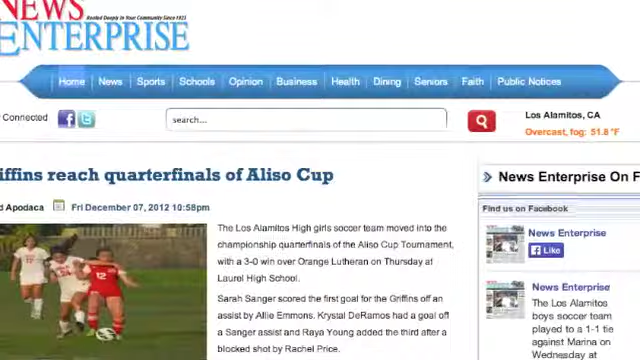 NEWS
Rooted Deeply in Your Community Since 1923
ENTERPRISE
Home News Sports Schools Opinion Business Health Dining Seniors Faith Public Notices
Connected
search...
Los Alamitos, CA
Overcast, fog: 51.8 °F
iffins reach quarterfinals of Aliso Cup
d Apodaca Fri December 07, 2012 10:58pm
The Los Alamitos High girls soccer team moved into the
championship quarterfinals of the Aliso Cup Tournament,
with a 3-0 win over Orange Lutheran on Thursday at
Laurel High School.
Sarah Sanger scored the first goal for the Griffins off an
assist by Allie Emmons. Krystal DeRamos had a goal off
a Sanger assist and Raya Young added the third after a
blocked shot by Rachel Price.
12
News Enterprise On F
Find us on Facebook
News Enterprise
Like
News Enterprise
The Los Alamitos
boys soccer team
played to a 1-1 tie
against Marina on
Wednesday at